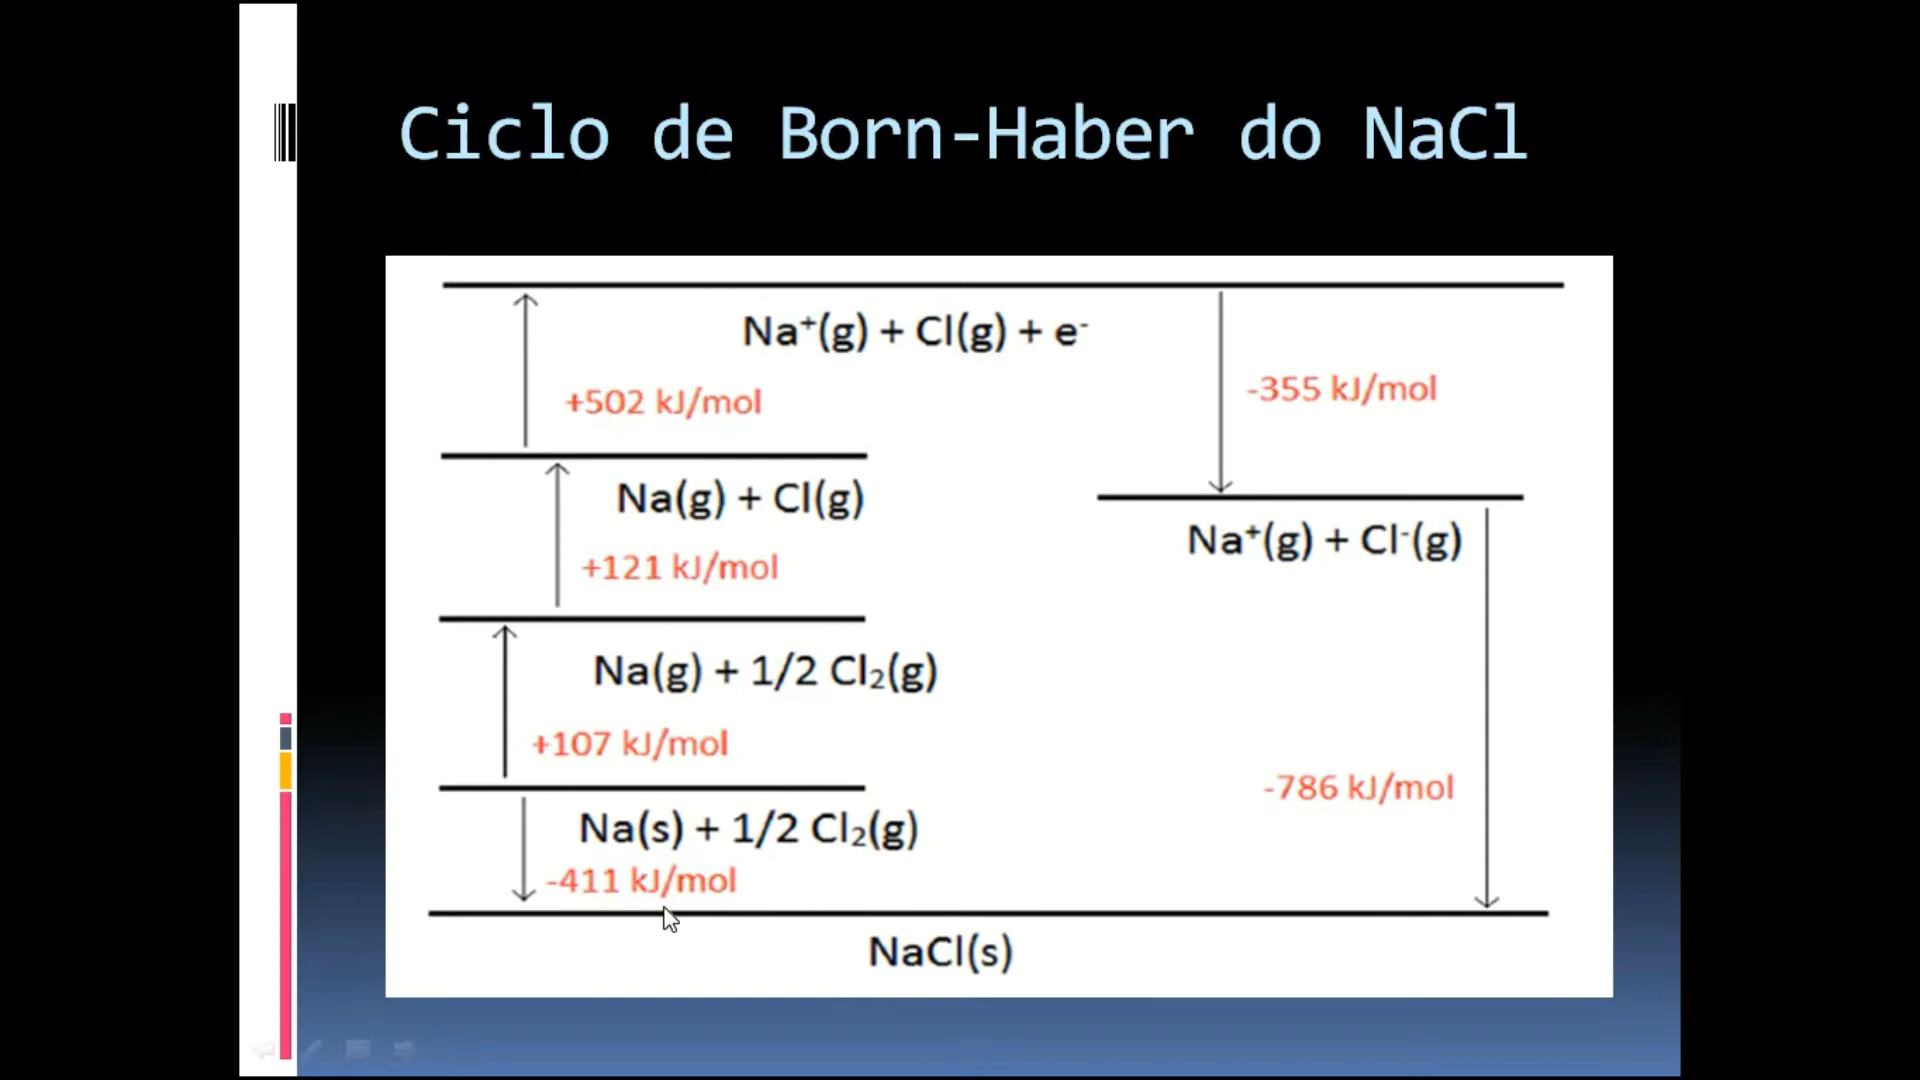 Ciclo de Born-Haber do NaCl
Na⁺(g) + Cl(g) + e⁻
+502 kJ/mol
-355 kJ/mol
Na(g) + Cl(g)
Na⁺(g) + Cl⁻(g)
+121 kJ/mol
Na(g) + 1/2 Cl₂(g)
+107 kJ/mol
-786 kJ/mol
Na(s) + 1/2 Cl₂(g)
-411 kJ/mol
NaCl(s)